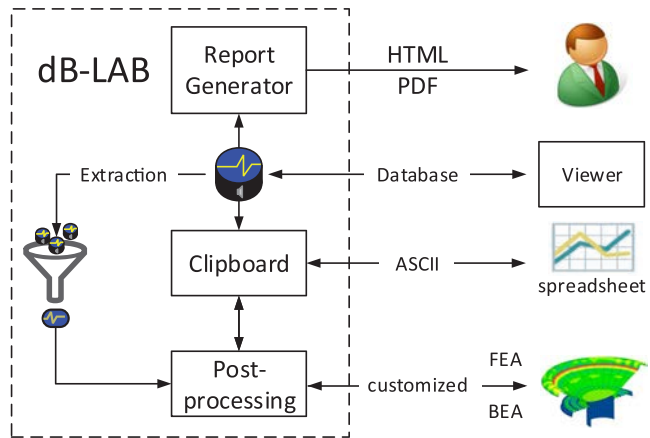 dB-LAB
Report
Generator
HTML
PDF
Extraction
Database
Viewer
Clipboard
ASCII
spreadsheet
Post-
processing
customized
FEA
BEA